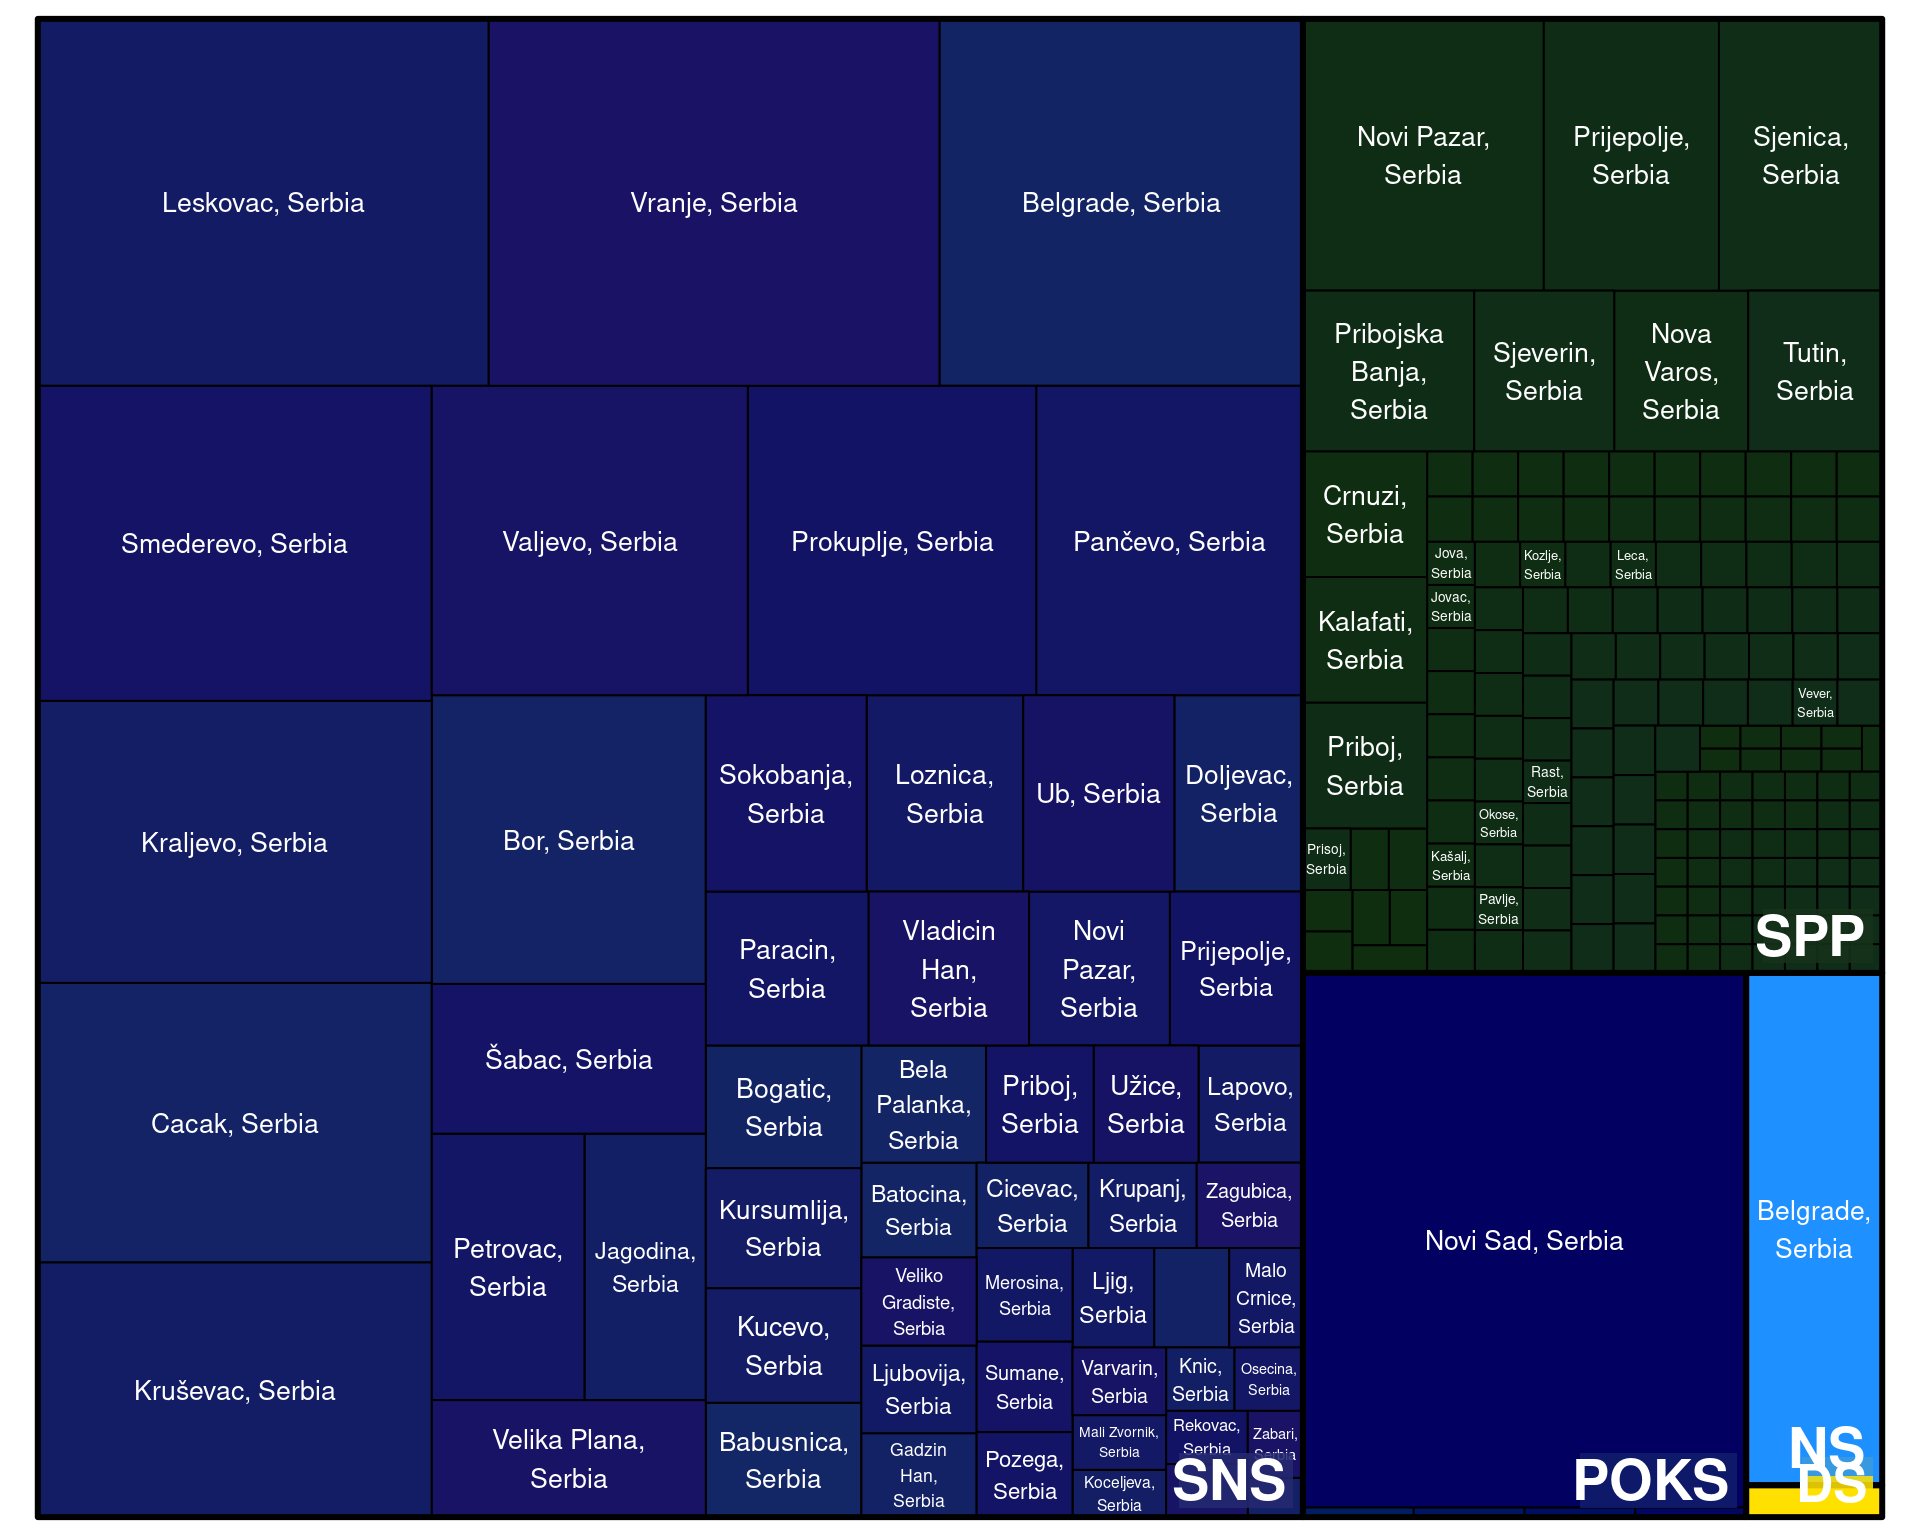 Leskovac, Serbia
Vranje, Serbia
Belgrade, Serbia
Smederevo, Serbia
Valjevo, Serbia
Prokuplje, Serbia
Pančevo, Serbia
Kraljevo, Serbia
Bor, Serbia
Sokobanja,
Serbia
Loznica,
Serbia
Ub, Serbia
Doljevac,
Serbia
Paracin,
Serbia
Vladicin
Han,
Serbia
Novi
Pazar,
Serbia
Prijepolje,
Serbia
Cacak, Serbia
Šabac, Serbia
Bogatic,
Serbia
Bela
Palanka,
Serbia
Priboj,
Serbia
Užice,
Serbia
Lapovo,
Serbia
Kruševac, Serbia
Petrovac,
Serbia
Jagodina,
Serbia
Velika Plana,
Serbia
Kursumlija,
Serbia
Kucevo,
Serbia
Babusnica,
Serbia
Batocina,
Serbia
Cicevac,
Serbia
Krupanj,
Serbia
Zagubica,
Serbia
Veliko
Gradiste,
Serbia
Merosina,
Serbia
Ljig,
Serbia
Malo
Crnice,
Serbia
Ljubovija,
Serbia
Sumane,
Serbia
Varvarin,
Serbia
Knic,
Serbia
Osecina,
Serbia
Gadzin
Han,
Serbia
Pozega,
Serbia
Mali Zvornik,
Serbia
Rekovac,
Serbia
Zabari,
Serbia
Koceljeva,
Serbia
SNS
Novi Pazar,
Serbia
Prijepolje,
Serbia
Sjenica,
Serbia
Pribojska
Banja,
Serbia
Sjeverin,
Serbia
Nova
Varos,
Serbia
Tutin,
Serbia
Crnuzi,
Serbia
Kalafati,
Serbia
Priboj,
Serbia
Jova,
Serbia
Kozlje,
Serbia
Leca,
Serbia
Jovac,
Serbia
Vever,
Serbia
Rast,
Serbia
Okose,
Serbia
Prisoj,
Serbia
Kašalj,
Serbia
Pavlje,
Serbia
SPP
Novi Sad, Serbia
POKS
Belgrade,
Serbia
NS
DS